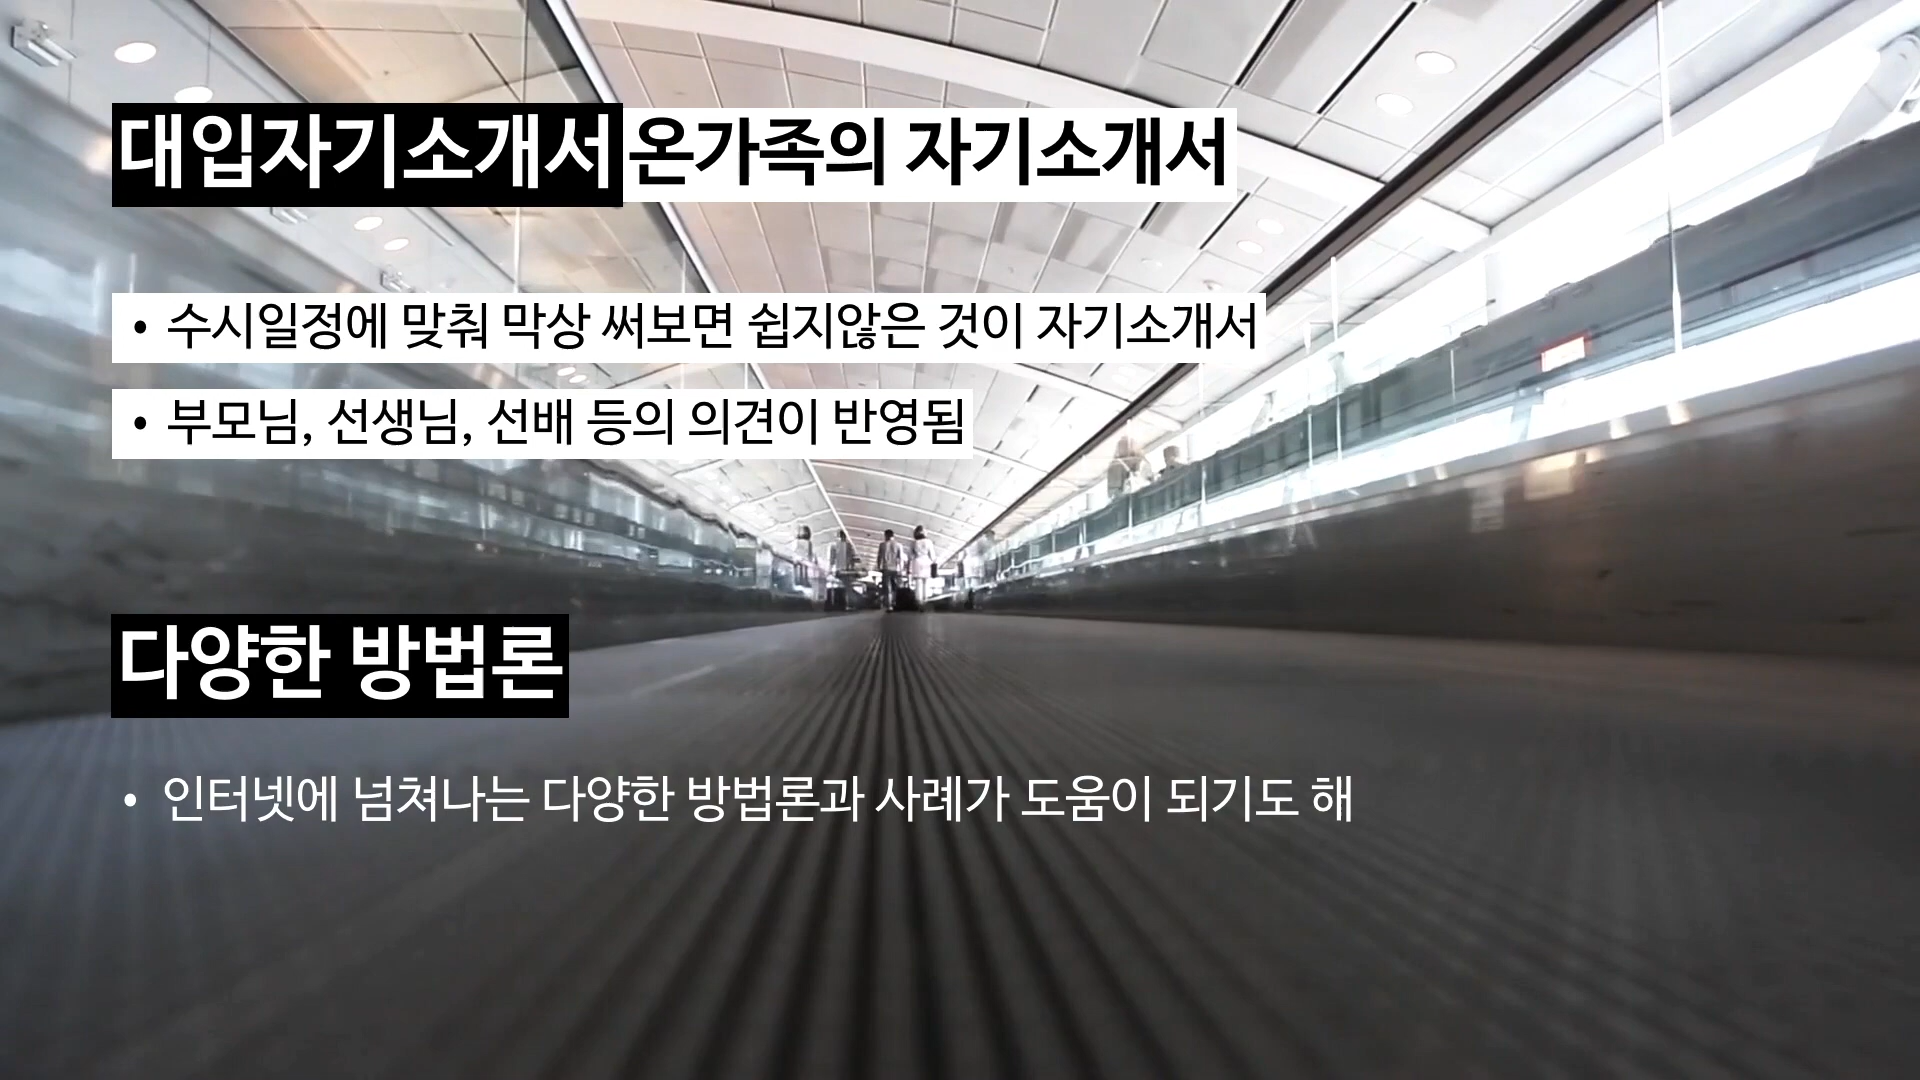 대입자기소개서 온가족의 자기소개서
• 수시일정에 맞춰 막상 써보면 쉽지않은 것이 자기소개서
• 부모님, 선생님, 선배 등의 의견이 반영됨
다양한 방법론
• 인터넷에 넘쳐나는 다양한 방법론과 사례가 도움이 되기도 해